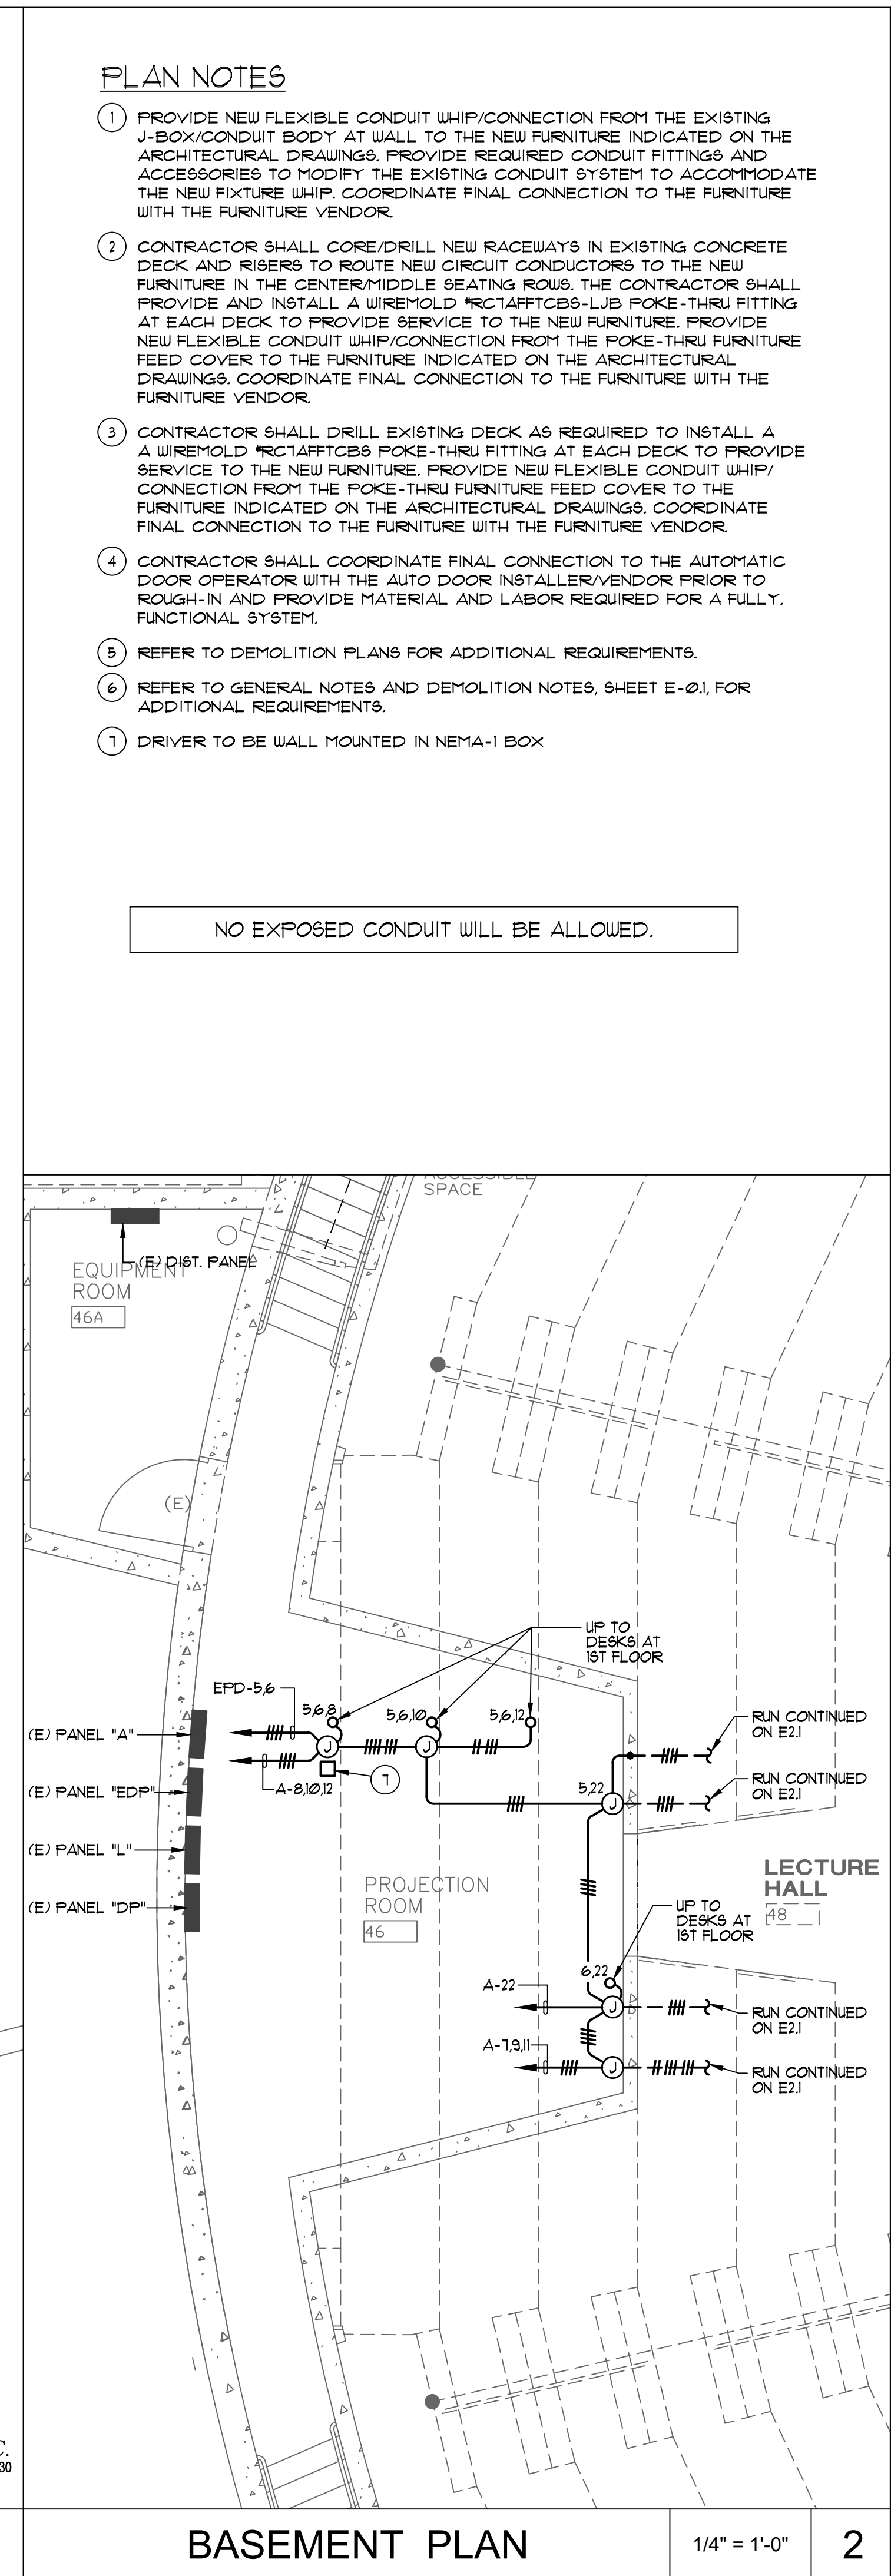 PLAN NOTES
1 PROVIDE NEW FLEXIBLE CONDUIT WHIP/CONNECTION FROM THE EXISTING
J-BOX/CONDUIT BODY AT WALL TO THE NEW FURNITURE INDICATED ON THE
ARCHITECTURAL DRAWINGS. PROVIDE REQUIRED CONDUIT FITTINGS AND
ACCESSORIES TO MODIFY THE EXISTING CONDUIT SYSTEM TO ACCOMMODATE
THE NEW FIXTURE WHIP. COORDINATE FINAL CONNECTION TO THE FURNITURE
WITH THE FURNITURE VENDOR.
2 CONTRACTOR SHALL CORE/DRILL NEW RACEWAYS IN EXISTING CONCRETE
DECK AND RISERS TO ROUTE NEW CIRCUIT CONDUCTORS TO THE NEW
FURNITURE IN THE CENTER/MIDDLE SEATING ROWS. THE CONTRACTOR SHALL
PROVIDE AND INSTALL A WIREMOLD #RC7AFFTCBS-LJB POKE-THRU FITTING
AT EACH DECK TO PROVIDE SERVICE TO THE NEW FURNITURE. PROVIDE
NEW FLEXIBLE CONDUIT WHIP/CONNECTION FROM THE POKE-THRU FURNITURE
FEED COVER TO THE FURNITURE INDICATED ON THE ARCHITECTURAL
DRAWINGS. COORDINATE FINAL CONNECTION TO THE FURNITURE WITH THE
FURNITURE VENDOR.
3 CONTRACTOR SHALL DRILL EXISTING DECK AS REQUIRED TO INSTALL A
A WIREMOLD #RC7AFFTCBS POKE-THRU FITTING AT EACH DECK TO PROVIDE
SERVICE TO THE NEW FURNITURE. PROVIDE NEW FLEXIBLE CONDUIT WHIP/
CONNECTION FROM THE POKE-THRU FURNITURE FEED COVER TO THE
FURNITURE INDICATED ON THE ARCHITECTURAL DRAWINGS. COORDINATE
FINAL CONNECTION TO THE FURNITURE WITH THE FURNITURE VENDOR.
4 CONTRACTOR SHALL COORDINATE FINAL CONNECTION TO THE AUTOMATIC
DOOR OPERATOR WITH THE AUTO DOOR INSTALLER/VENDOR PRIOR TO
ROUGH-IN AND PROVIDE MATERIAL AND LABOR REQUIRED FOR A FULLY.
FUNCTIONAL SYSTEM.
5 REFER TO DEMOLITION PLANS FOR ADDITIONAL REQUIREMENTS.
6 REFER TO GENERAL NOTES AND DEMOLITION NOTES, SHEET E-0.1, FOR
ADDITIONAL REQUIREMENTS.
7 DRIVER TO BE WALL MOUNTED IN NEMA-1 BOX
NO EXPOSED CONDUIT WILL BE ALLOWED.
ACCESSIBLE
SPACE
(E) DIST. PANEL
EQUIPMENT
ROOM
46A
(E)
UP TO
DESKS AT
1ST FLOOR
EPD-5,6
5,6,8
5,6,10
5,6,12
J
J
A-8,10,12
7
(E) PANEL "A"
(E) PANEL "EDP"
(E) PANEL "L"
(E) PANEL "DP"
RUN CONTINUED
ON E2.1
RUN CONTINUED
ON E2.1
5,22
J
PROJECTION
ROOM
46
LECTURE
HALL
48
UP TO
DESKS AT
1ST FLOOR
6,22
A-22
J
RUN CONTINUED
ON E2.1
A-7,9,11
J
RUN CONTINUED
ON E2.1
30
BASEMENT PLAN
1/4" = 1'-0"
2